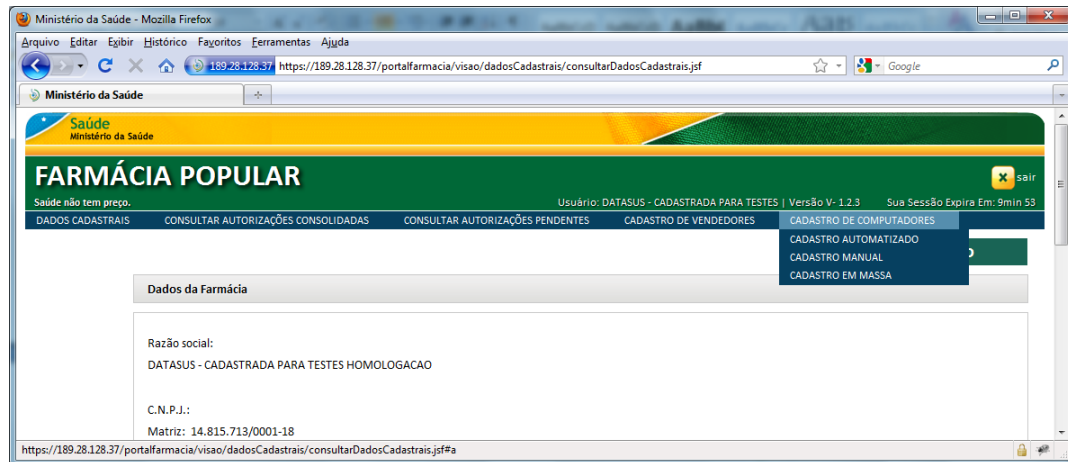 Ministério da Saúde - Mozilla Firefox
Arquivo Editar Exibir Histórico Favoritos Ferramentas Ajuda
189.28.128.37 https://189.28.128.37/portalfarmacia/visao/dadosCadastrais/consultarDadosCadastrais.jsf Google
Ministério da Saúde
Saúde
Ministério da Saúde
FARMÁCIA POPULAR
sair
Saúde não tem preço. Usuário: DATASUS - CADASTRADA PARA TESTES | Versão V- 1.2.3 Sua Sessão Expira Em: 9min 53
DADOS CADASTRAIS CONSULTAR AUTORIZAÇÕES CONSOLIDADAS CONSULTAR AUTORIZAÇÕES PENDENTES CADASTRO DE VENDEDORES CADASTRO DE COMPUTADORES
CADASTRO AUTOMATIZADO
CADASTRO MANUAL
CADASTRO EM MASSA
Dados da Farmácia
Razão social:
DATASUS - CADASTRADA PARA TESTES HOMOLOGACAO
C.N.P.J.:
Matriz: 14.815.713/0001-18
https://189.28.128.37/portalfarmacia/visao/dadosCadastrais/consultarDadosCadastrais.jsf#a